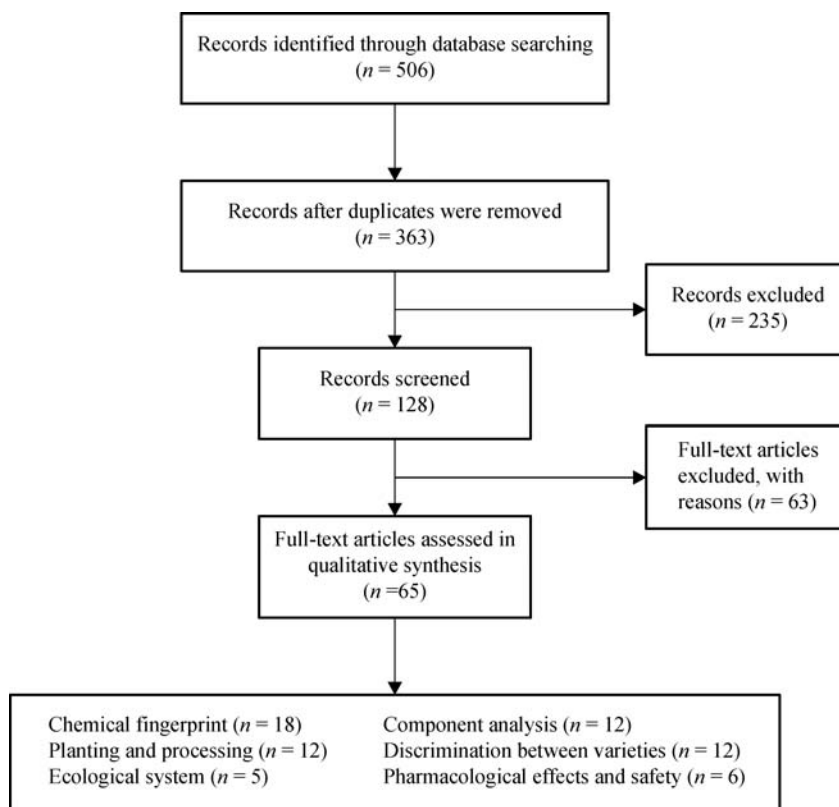 Records identified through database searching
(n = 506)
Records after duplicates were removed
(n = 363)
Records excluded
(n = 235)
Records screened
(n = 128)
Full-text articles
excluded, with
reasons (n = 63)
Full-text articles assessed in
qualitative synthesis
(n =65)
Chemical fingerprint (n = 18)
Planting and processing (n = 12)
Ecological system (n = 5)
Component analysis (n = 12)
Discrimination between varieties (n = 12)
Pharmacological effects and safety (n = 6)